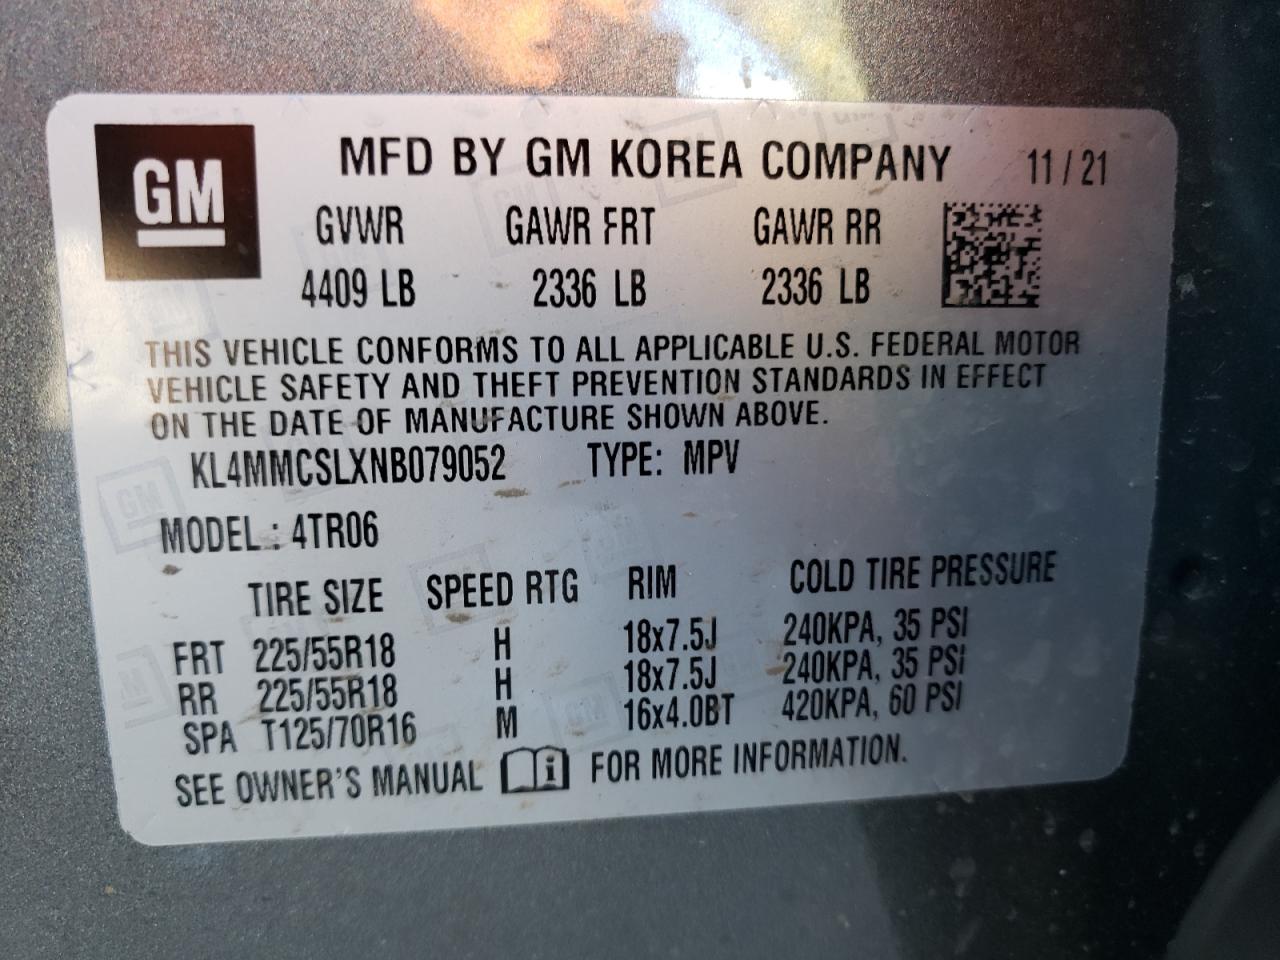 GM
MFD BY GM KOREA COMPANY 11 / 21
GVWR GAWR FRT GAWR RR
4409 LB 2336 LB 2336 LB
THIS VEHICLE CONFORMS TO ALL APPLICABLE U.S. FEDERAL MOTOR
VEHICLE SAFETY AND THEFT PREVENTION STANDARDS IN EFFECT
ON THE DATE OF MANUFACTURE SHOWN ABOVE.
KL4MMCSLXNB079052 TYPE: MPV
MODEL : 4TR06
TIRE SIZE SPEED RTG RIM COLD TIRE PRESSURE
FRT 225/55R18 H 18x7.5J 240KPA, 35 PSI
RR 225/55R18 H 18x7.5J 240KPA, 35 PSI
SPA T125/70R16 M 16x4.0BT 420KPA, 60 PSI
SEE OWNER'S MANUAL i FOR MORE INFORMATION.